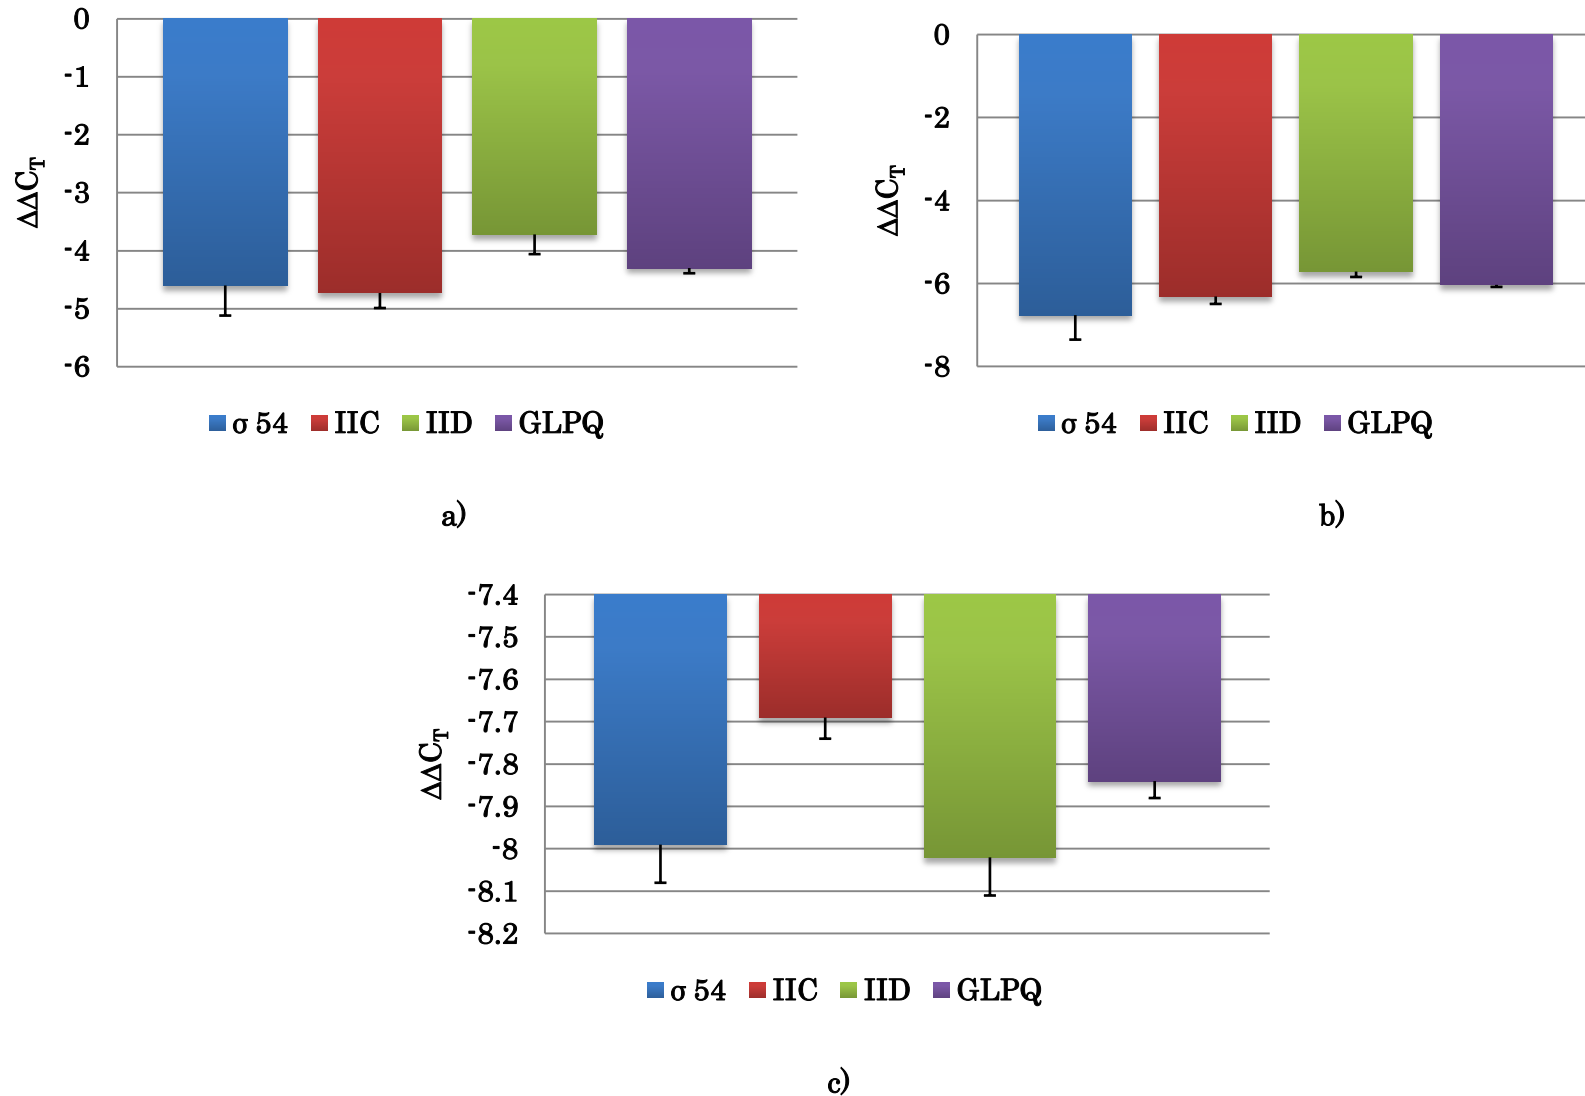 0
-1
-2
-3
-4
-5
-6
ΔΔCT
σ 54 IIC IID GLPQ
a)
0
-2
-4
-6
-8
ΔΔCT
σ 54 IIC IID GLPQ
b)
-7.4
-7.5
-7.6
-7.7
-7.8
-7.9
-8
-8.1
-8.2
ΔΔCT
σ 54 IIC IID GLPQ
c)